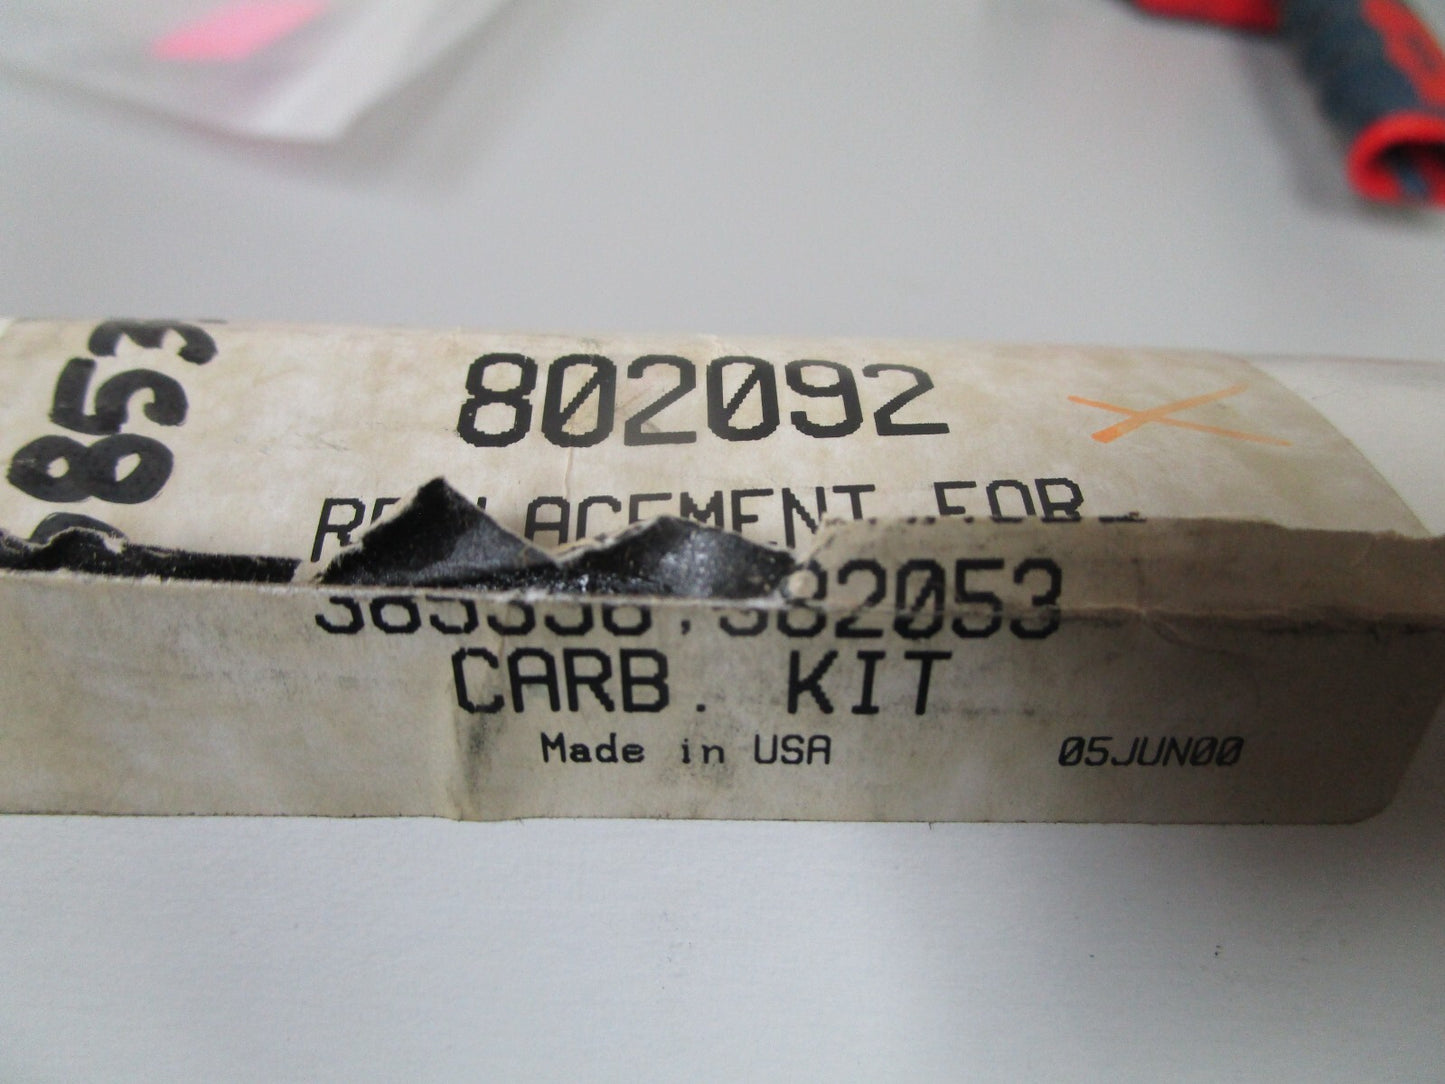 802092
REPLACEMENT FOR-
382053
CARB. KIT
Made in USA
05JUN00